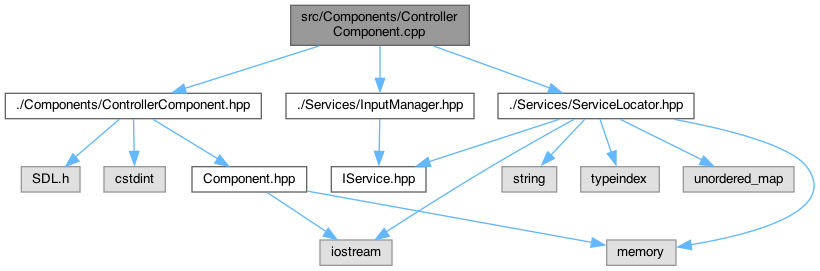 src/Components/Controller
Component.cpp
./Components/ControllerComponent.hpp
./Services/InputManager.hpp
./Services/ServiceLocator.hpp
SDL.h
cstdint
Component.hpp
IService.hpp
string
typeindex
unordered_map
iostream
memory